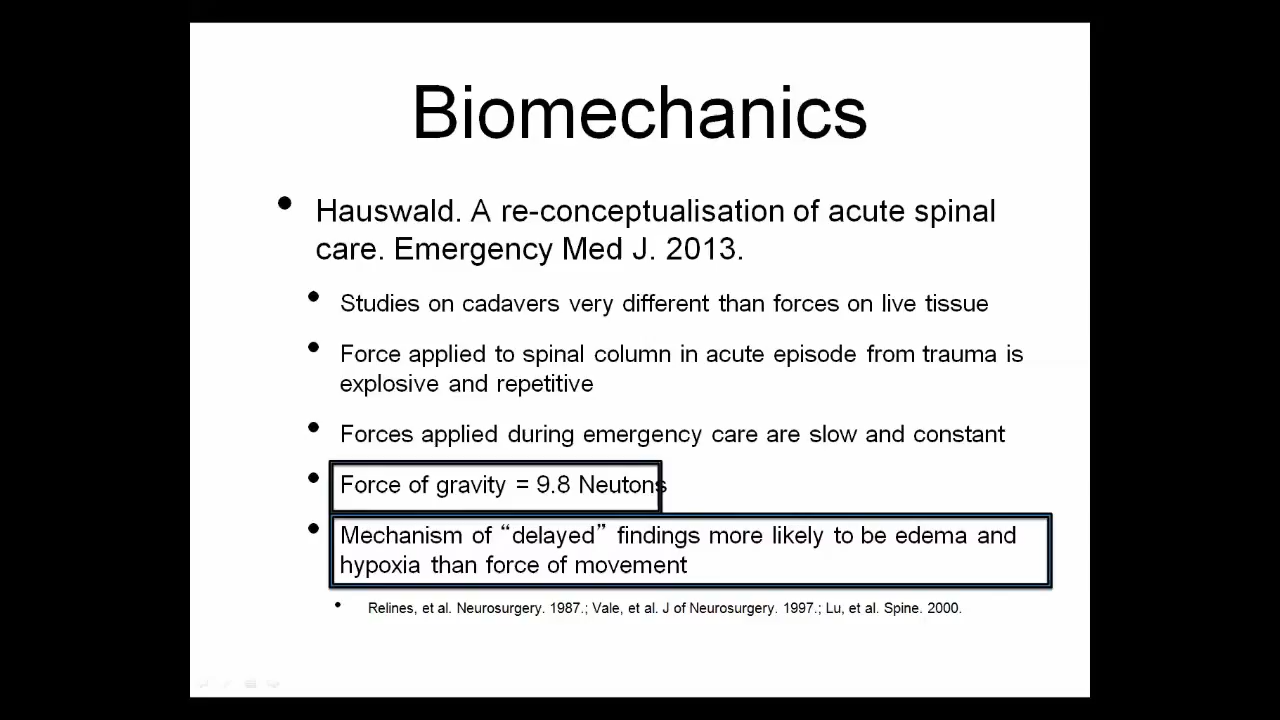 Biomechanics
• Hauswald. A re-conceptualisation of acute spinal
care. Emergency Med J. 2013.
• Studies on cadavers very different than forces on live tissue
• Force applied to spinal column in acute episode from trauma is
explosive and repetitive
• Forces applied during emergency care are slow and constant
• Force of gravity = 9.8 Neutons
• Mechanism of “delayed” findings more likely to be edema and
hypoxia than force of movement
• Relines, et al. Neurosurgery. 1987.; Vale, et al. J of Neurosurgery. 1997.; Lu, et al. Spine. 2000.